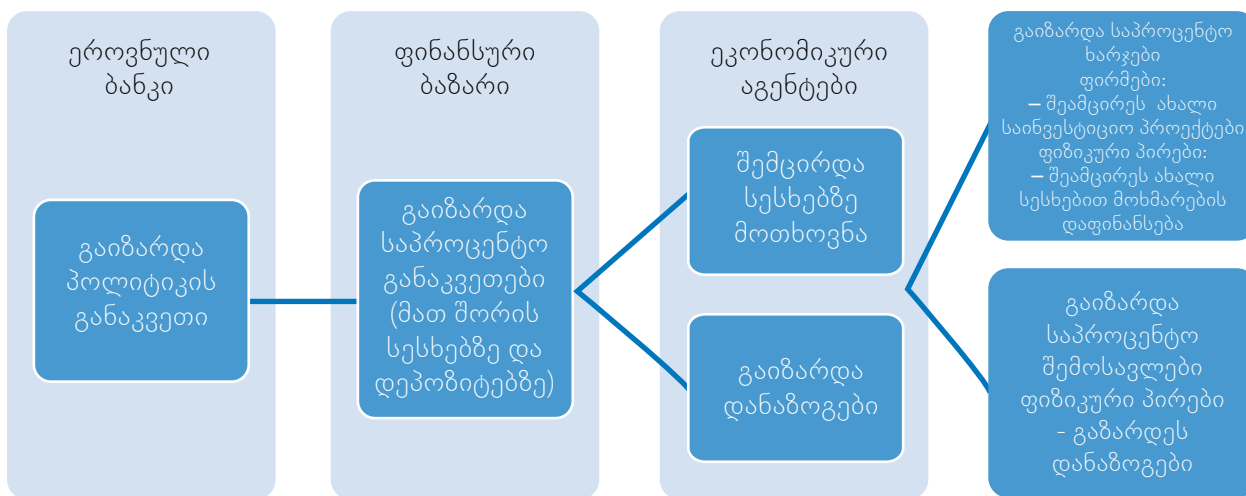 ეროვნული
ბანკი
გაიზარდა
პოლიტიკის
განაკვეთი
ფინანსური
ბაზარი
გაიზარდა
საპროცენტო
განაკვეთები
(მათ შორის
სესხებზე და
დეპოზიტებზე)
ეკონომიკური
აგენტები
შემცირდა
სესხებზე
მოთხოვნა
გაიზარდა
დანაზოგები
გაიზარდა საპროცენტო
ხარჯები
ფირმები:
– შეამცირეს ახალი
საინვესტიციო პროექტები
ფიზიკური პირები:
– შეამცირეს ახალი
სესხებით მოხმარების
დაფინანსება
გაიზარდა
საპროცენტო
შემოსავლები
ფიზიკური პირები
- გაზარდეს
დანაზოგები